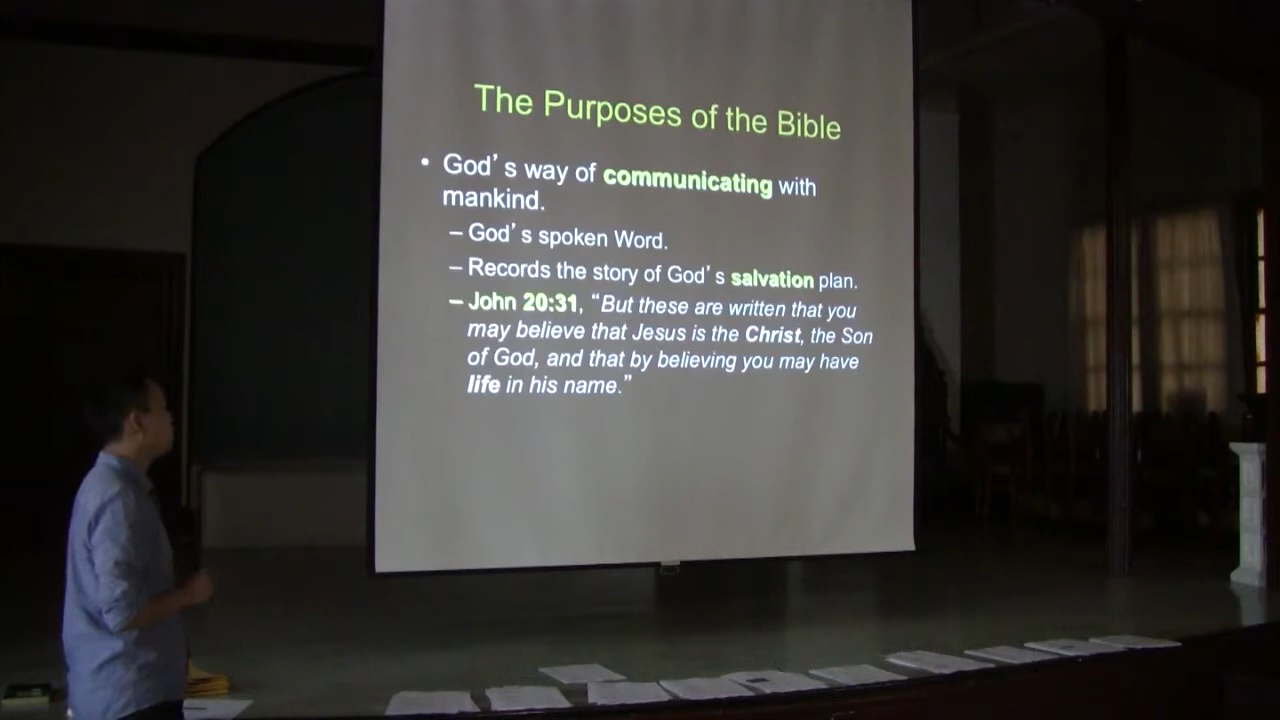 The Purposes of the Bible
• God’s way of communicating with
mankind.
– God’s spoken Word.
– Records the story of God’s salvation plan.
– John 20:31, “But these are written that you
may believe that Jesus is the Christ, the Son
of God, and that by believing you may have
life in his name.”